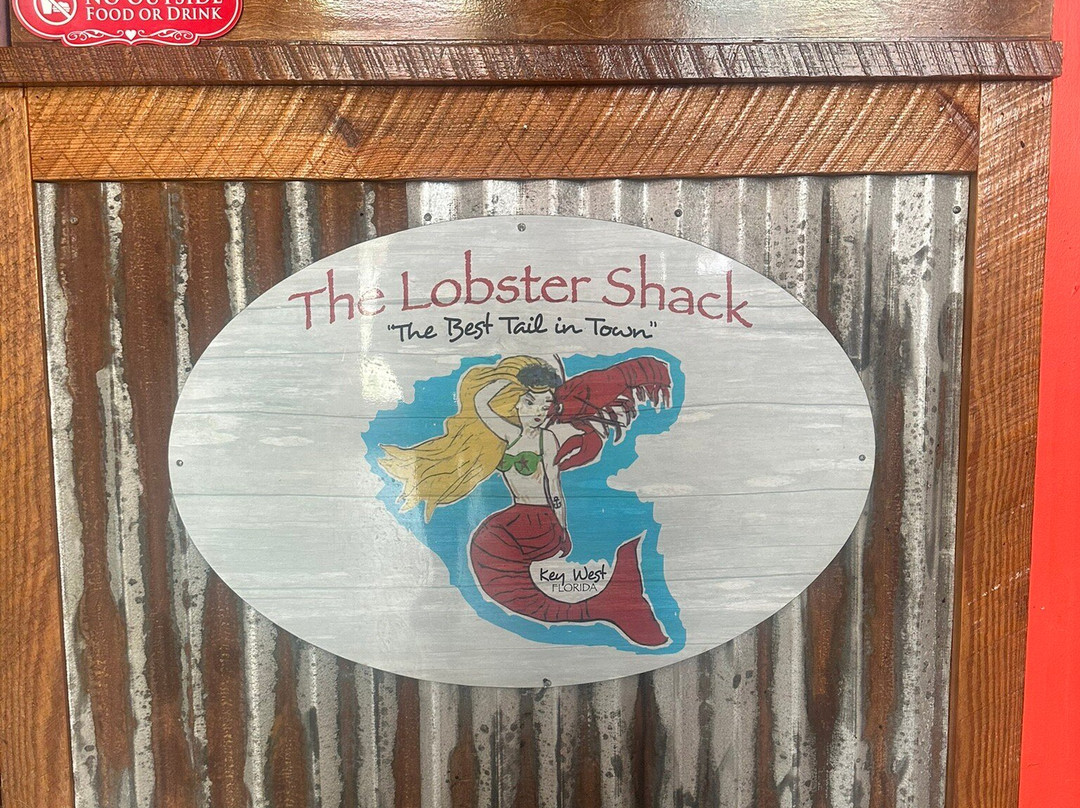 NO OUTSIDE
FOOD OR DRINK
The Lobster Shack
"The Best Tail in Town"
Key West
FLORIDA